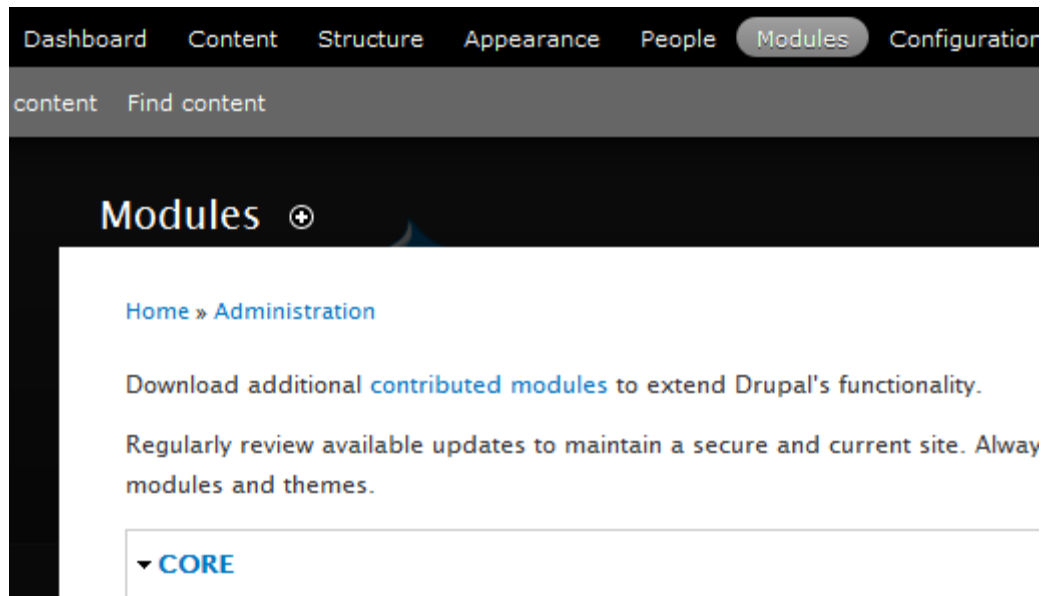 Dashboard Content Structure Appearance People Modules Configuration
content Find content
Modules
Home » Administration
Download additional contributed modules to extend Drupal's functionality.
Regularly review available updates to maintain a secure and current site. Alway
modules and themes.
CORE